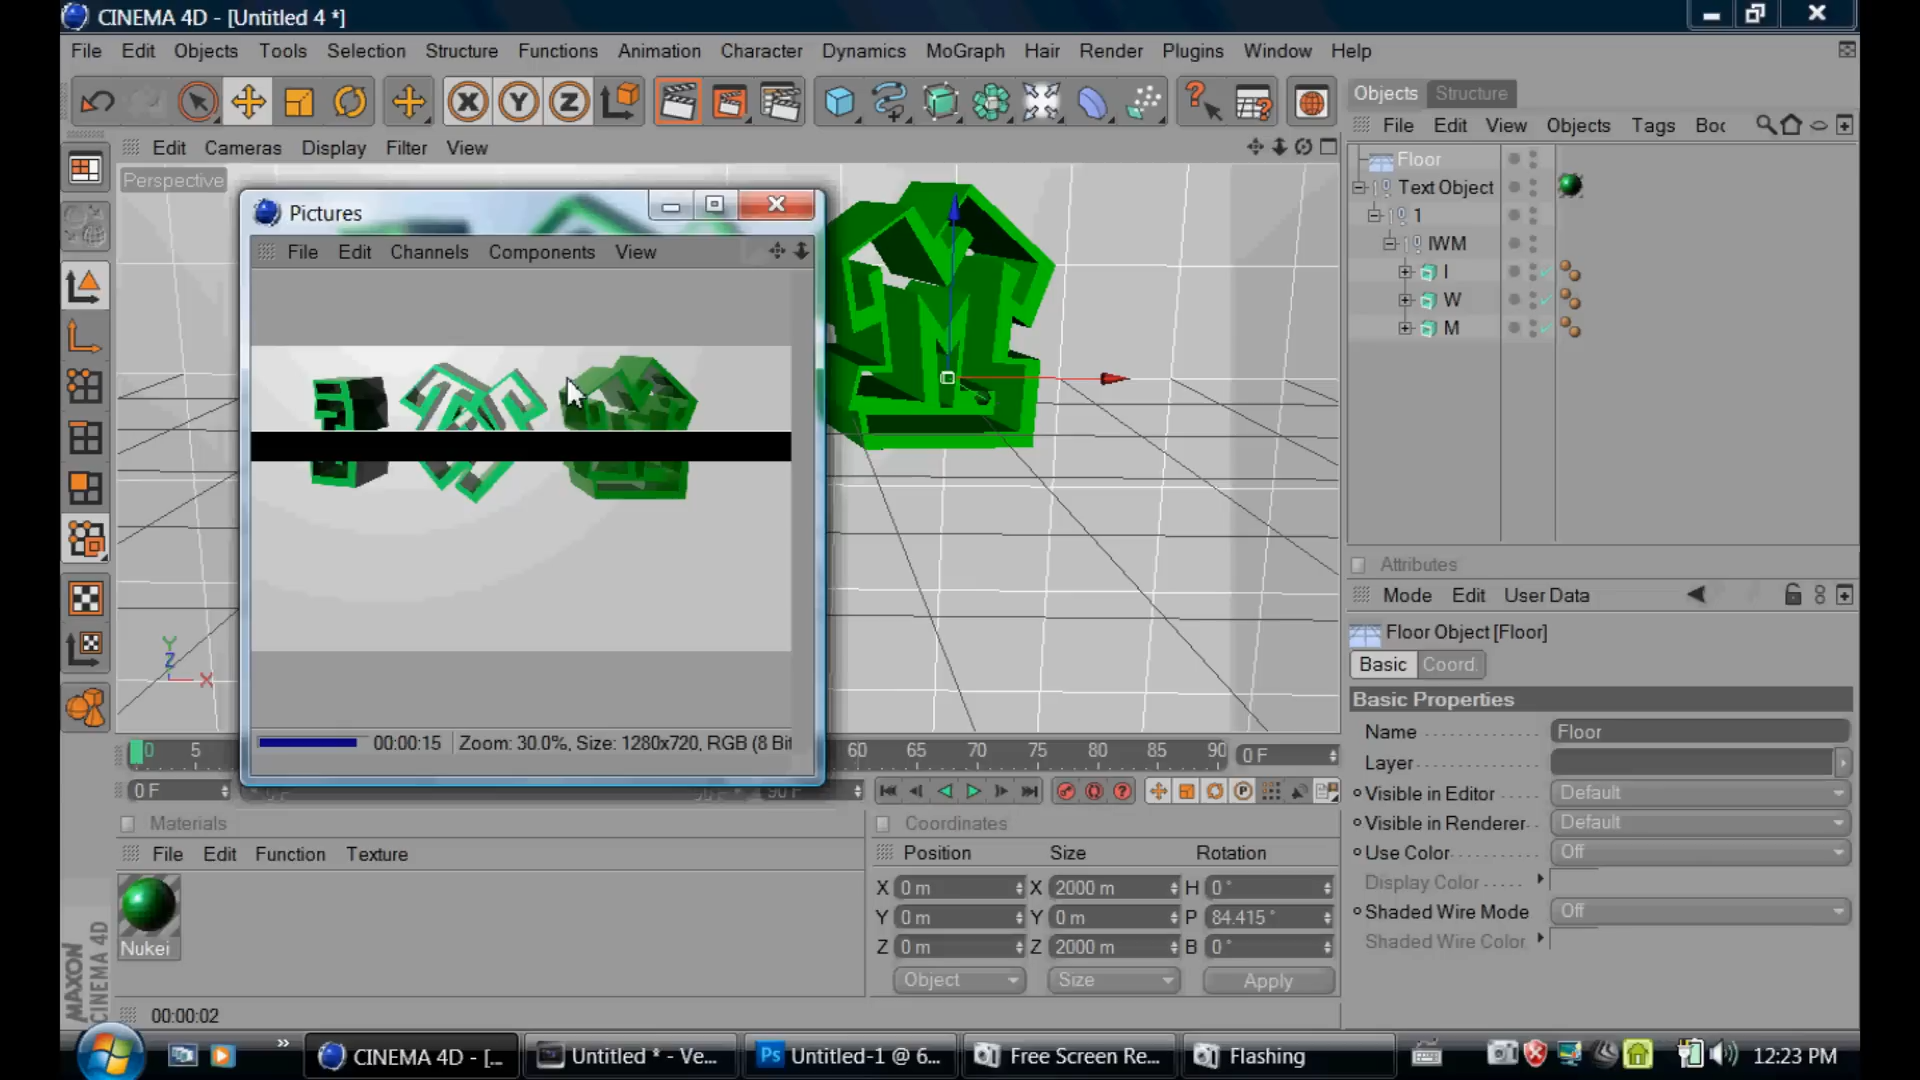 CINEMA 4D - [Untitled 4 *]
File Edit Objects Tools Selection Structure Functions Animation Character Dynamics MoGraph Hair Render Plugins Window Help
Objects Structure
File Edit View Objects Tags Boc
Edit Cameras Display Filter View
Perspective
Floor
Text Object
1
IWM
I
W
M
Pictures
File Edit Channels Components View
00:00:15 Zoom: 30.0%, Size: 1280x720, RGB (8 Bit
Y
Z
X
Attributes
Mode Edit User Data
Floor Object [Floor]
Basic Coord.
Basic Properties
Name Floor
Layer
Visible in Editor Default
Visible in Renderer Default
Use Color Off
Display Color
Shaded Wire Mode Off
Shaded Wire Color
0 5 60 65 70 75 80 85 90 0 F
0 F
Materials
File Edit Function Texture
Nukei
Coordinates
Position Size Rotation
X 0 m X 2000 m H 0 °
Y 0 m Y 0 m P 84.415 °
Z 0 m Z 2000 m B 0 °
Object Size Apply
MAXON
CINEMA 4D
00:00:02
CINEMA 4D - [... Untitled * - Ve... Ps Untitled-1 @ 6... Free Screen Re... Flashing 12:23 PM